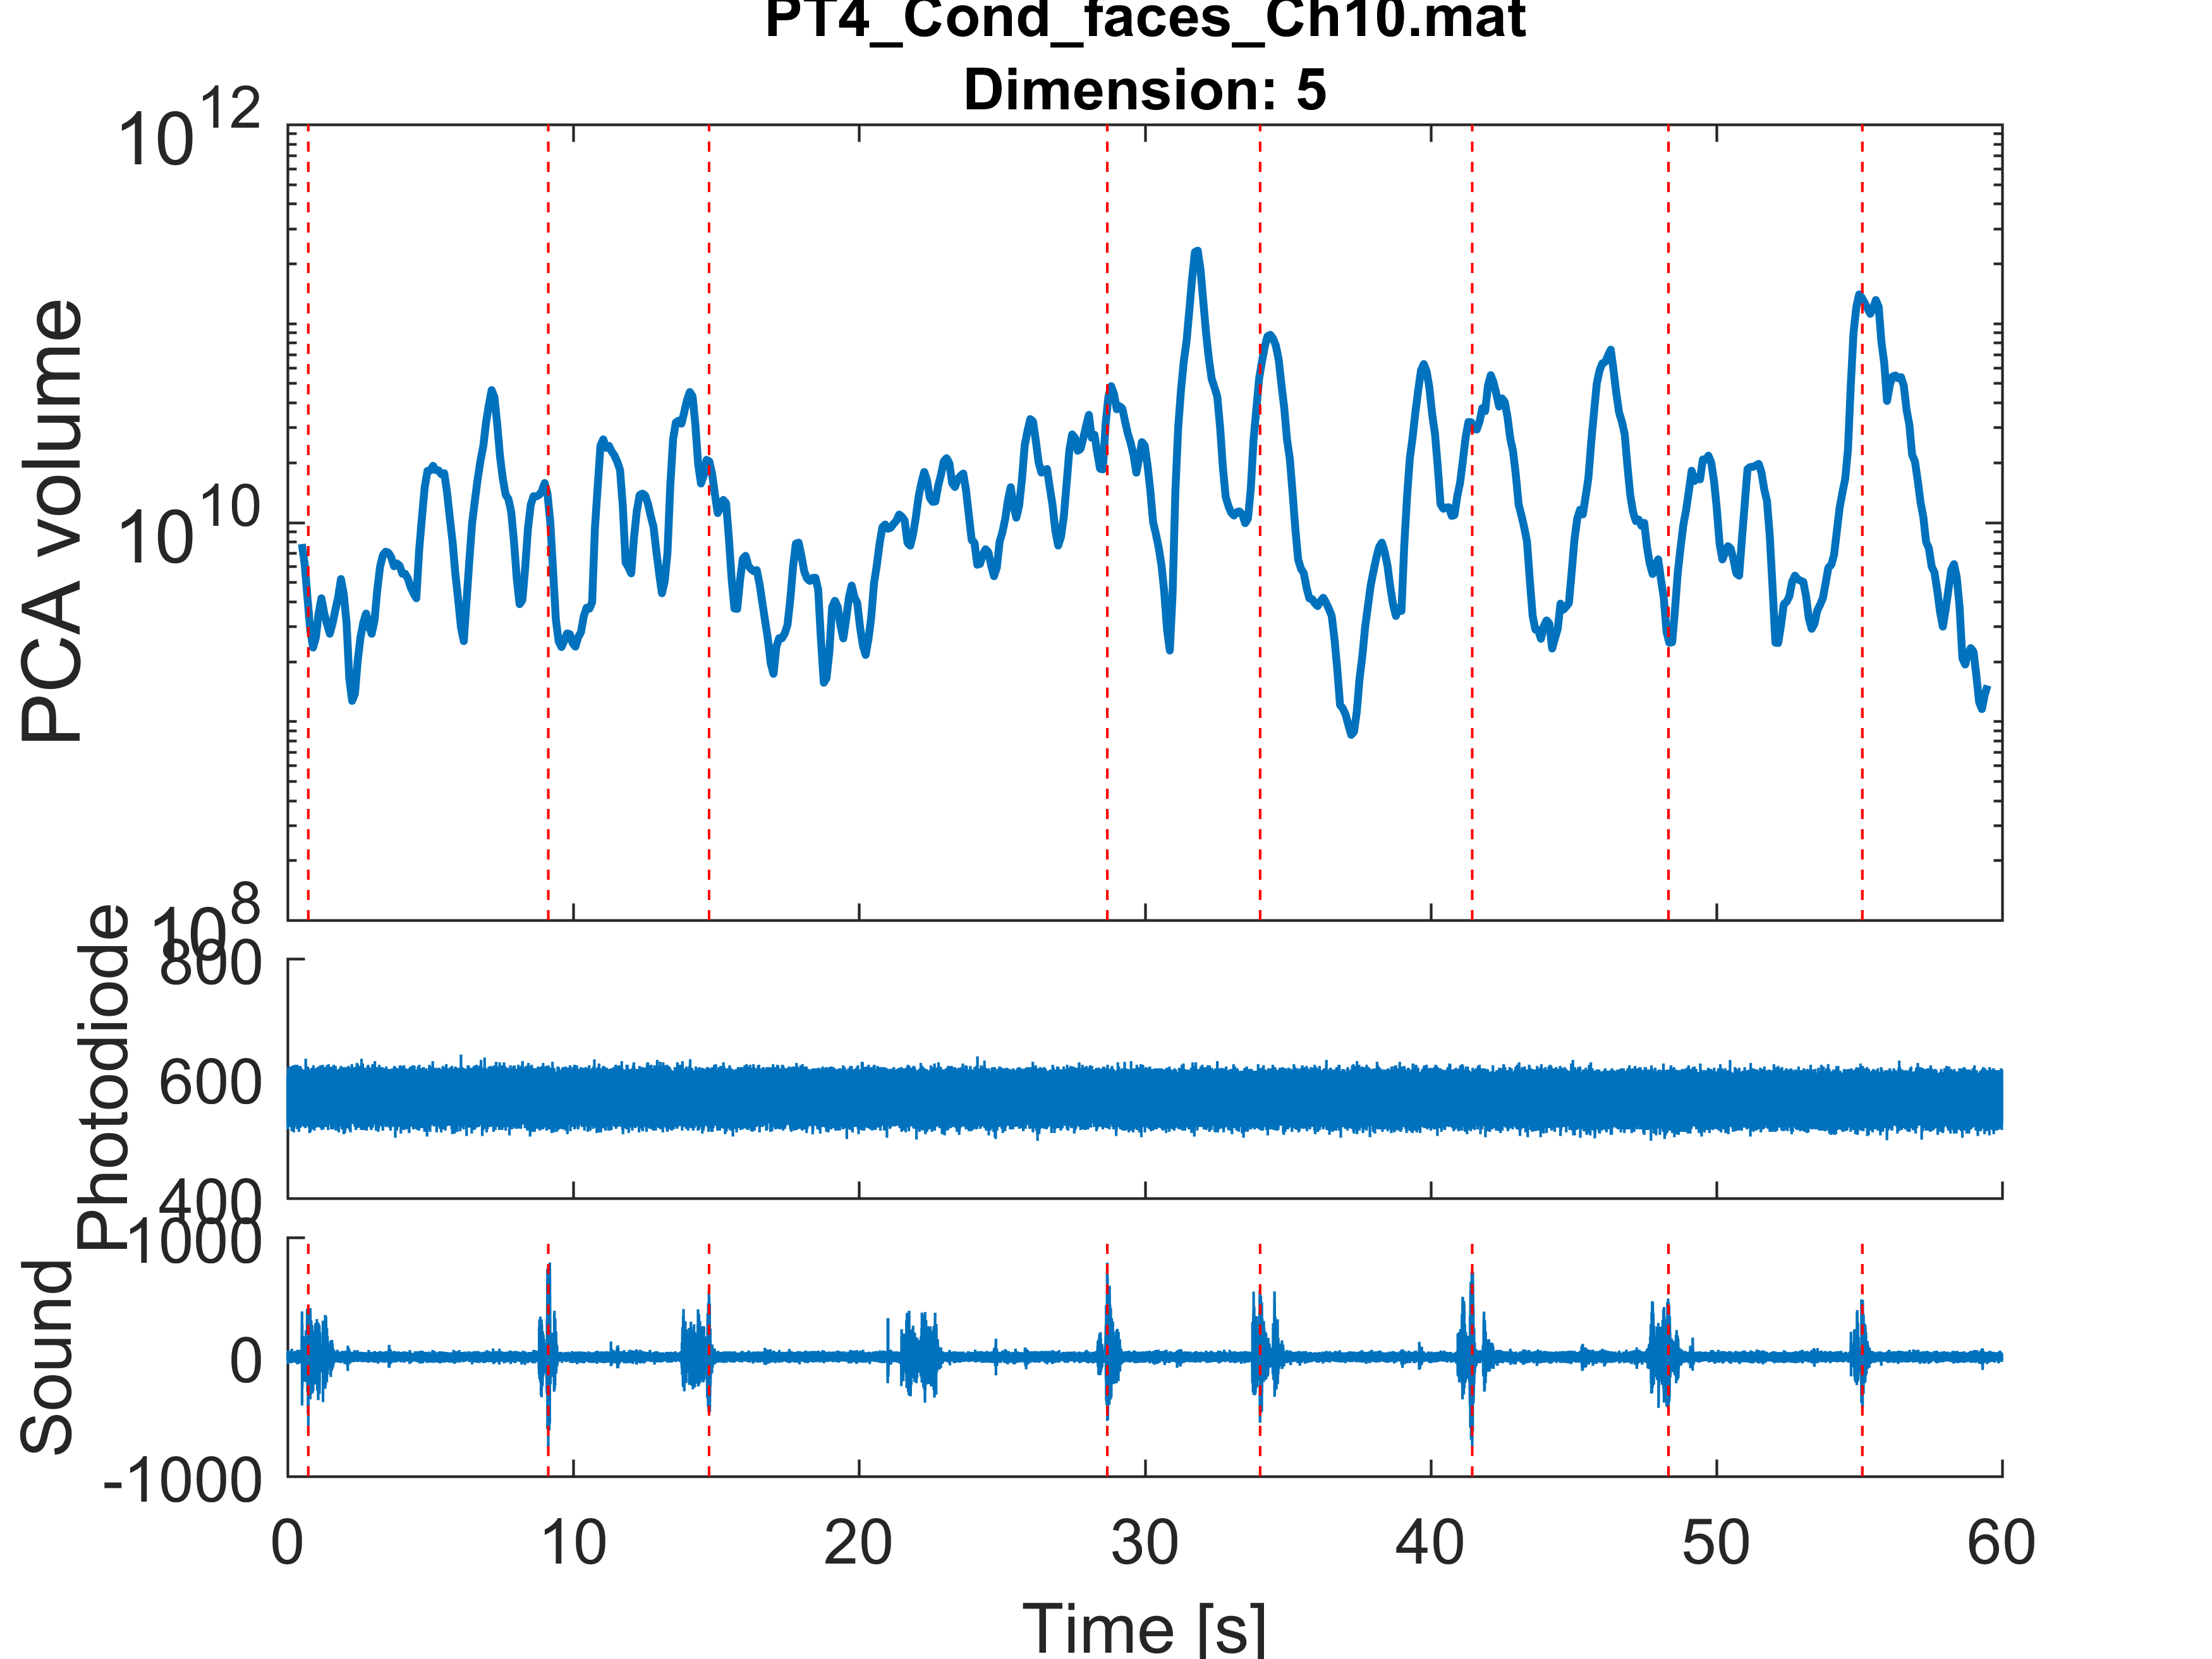 PT4_Cond_faces_Ch10.mat
Dimension: 5
PCA volume
10^12
10^10
10^8
Photodiode
800
600
400
Sound
1000
0
-1000
0 10 20 30 40 50 60
Time [s]